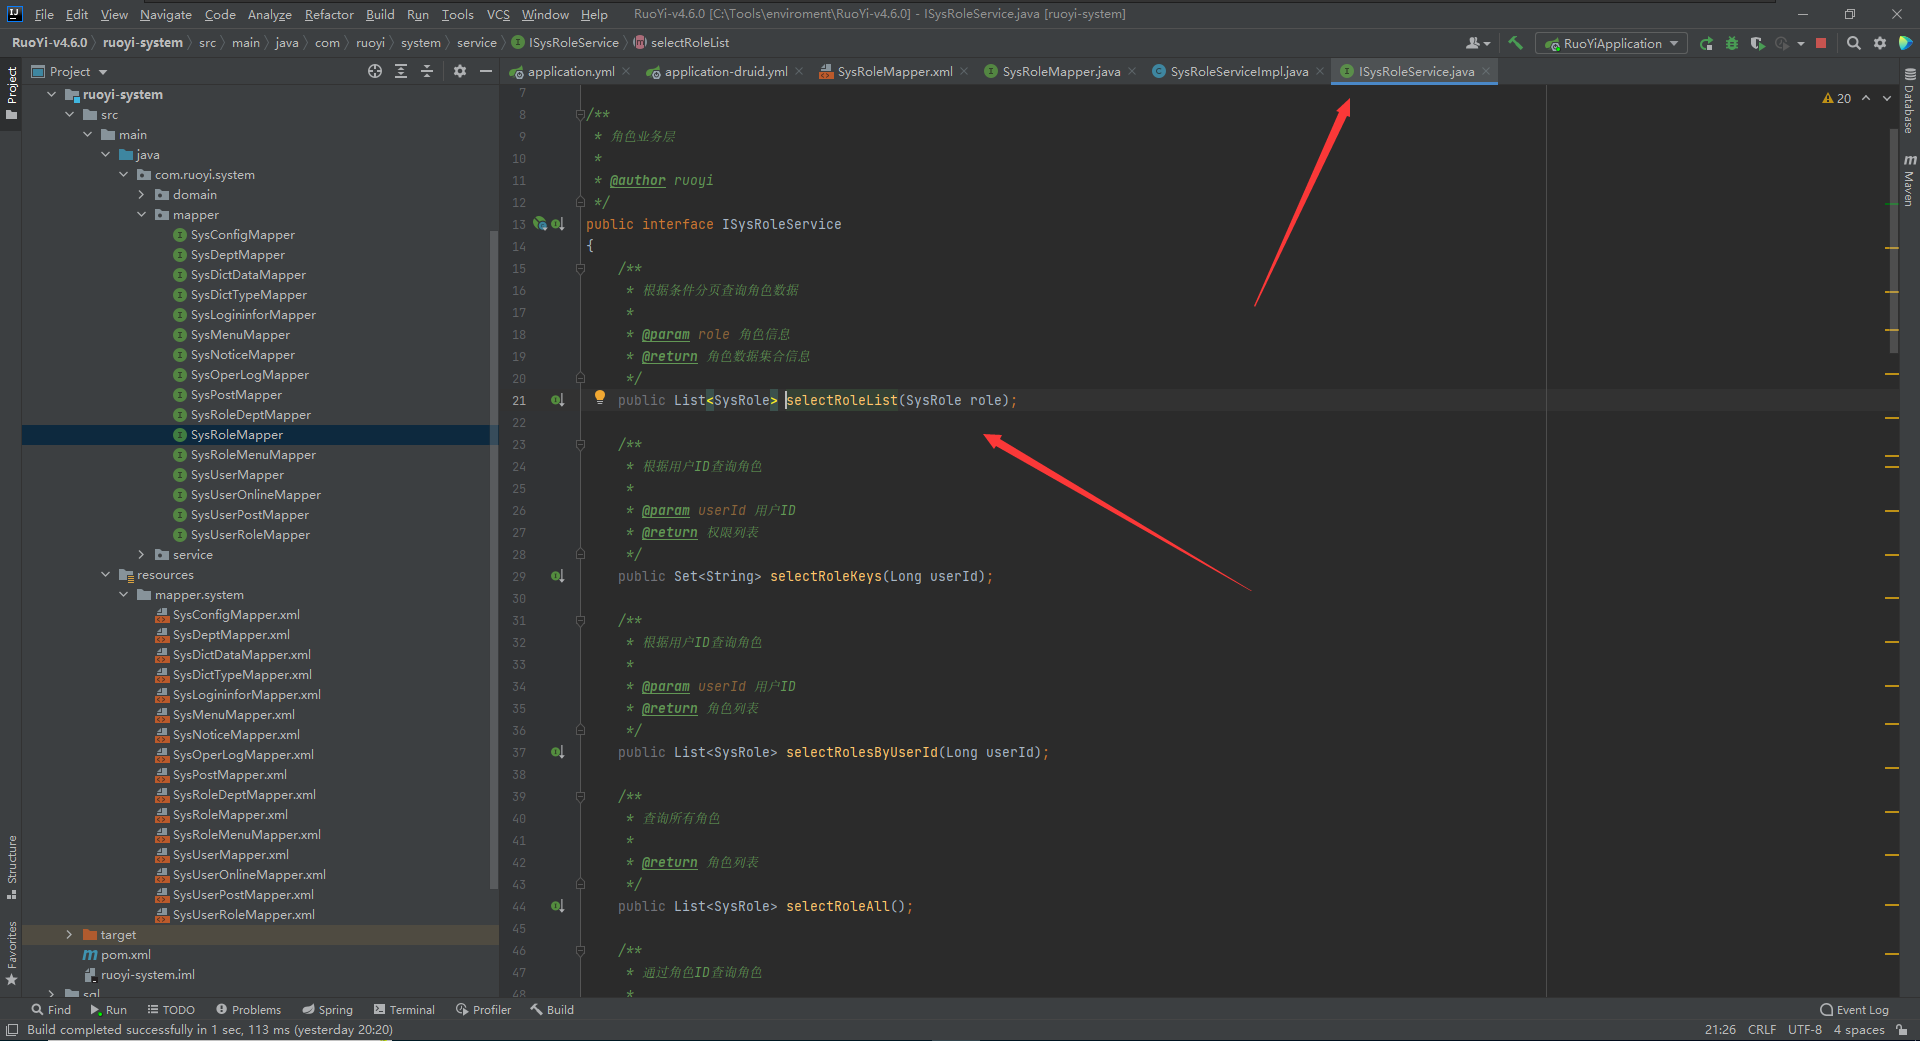 File Edit View Navigate Code Analyze Refactor Build Run Tools VCS Window Help RuoYi-v4.6.0 [C:\Tools\enviroment\RuoYi-v4.6.0] - ISysRoleService.java [ruoyi-system]
RuoYi-v4.6.0 ruoyi-system src main java com ruoyi system service ISysRoleService selectRoleList
RuoYiApplication
Project
application.yml application-druid.yml SysRoleMapper.xml SysRoleMapper.java SysRoleServiceImpl.java ISysRoleService.java
Project
Structure
Favorites
ruoyi-system
src
main
java
com.ruoyi.system
domain
mapper
SysConfigMapper
SysDeptMapper
SysDictDataMapper
SysDictTypeMapper
SysLogininforMapper
SysMenuMapper
SysNoticeMapper
SysOperLogMapper
SysPostMapper
SysRoleDeptMapper
SysRoleMapper
SysRoleMenuMapper
SysUserMapper
SysUserOnlineMapper
SysUserPostMapper
SysUserRoleMapper
service
resources
mapper.system
SysConfigMapper.xml
SysDeptMapper.xml
SysDictDataMapper.xml
SysDictTypeMapper.xml
SysLogininforMapper.xml
SysMenuMapper.xml
SysNoticeMapper.xml
SysOperLogMapper.xml
SysPostMapper.xml
SysRoleDeptMapper.xml
SysRoleMapper.xml
SysRoleMenuMapper.xml
SysUserMapper.xml
SysUserOnlineMapper.xml
SysUserPostMapper.xml
SysUserRoleMapper.xml
target
pom.xml
ruoyi-system.iml
sql
7
8 /**
9 * 角色业务层
10 *
11 * @author ruoyi
12 */
13 public interface ISysRoleService
14 {
15 /**
16 * 根据条件分页查询角色数据
17 *
18 * @param role 角色信息
19 * @return 角色数据集合信息
20 */
21 public List<SysRole> selectRoleList(SysRole role);
22
23 /**
24 * 根据用户ID查询角色
25 *
26 * @param userId 用户ID
27 * @return 权限列表
28 */
29 public Set<String> selectRoleKeys(Long userId);
30
31 /**
32 * 根据用户ID查询角色
33 *
34 * @param userId 用户ID
35 * @return 角色列表
36 */
37 public List<SysRole> selectRolesByUserId(Long userId);
38
39 /**
40 * 查询所有角色
41 *
42 * @return 角色列表
43 */
44 public List<SysRole> selectRoleAll();
45
46 /**
47 * 通过角色ID查询角色
48 *
20
Database
m Maven
Find Run TODO Problems Spring Terminal Profiler Build Event Log
Build completed successfully in 1 sec, 113 ms (yesterday 20:20) 21:26 CRLF UTF-8 4 spaces